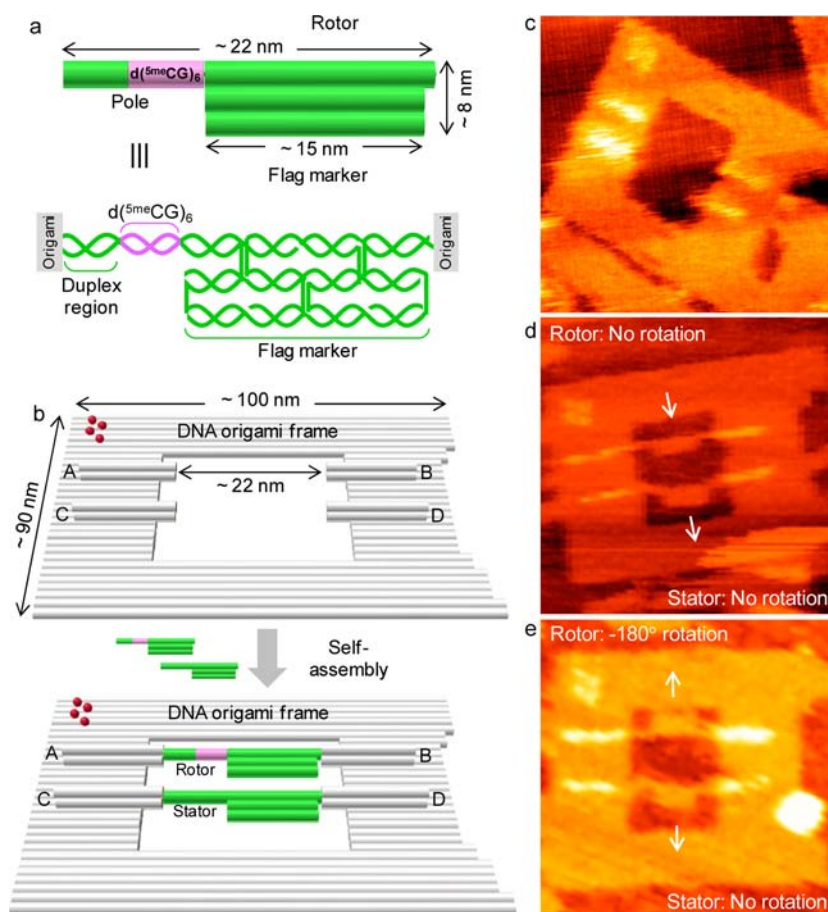 a
Rotor
~ 22 nm
d(5meCG)6
Pole
~ 8 nm
~ 15 nm
Flag marker
d(5meCG)6
Origami
Origami
Duplex
region
Flag marker
b
~ 100 nm
DNA origami frame
A
B
~ 22 nm
C
D
~ 90 nm
Self-
assembly
DNA origami frame
A
B
Rotor
C
D
Stator
c
d
Rotor: No rotation
Stator: No rotation
e
Rotor: -180° rotation
Stator: No rotation